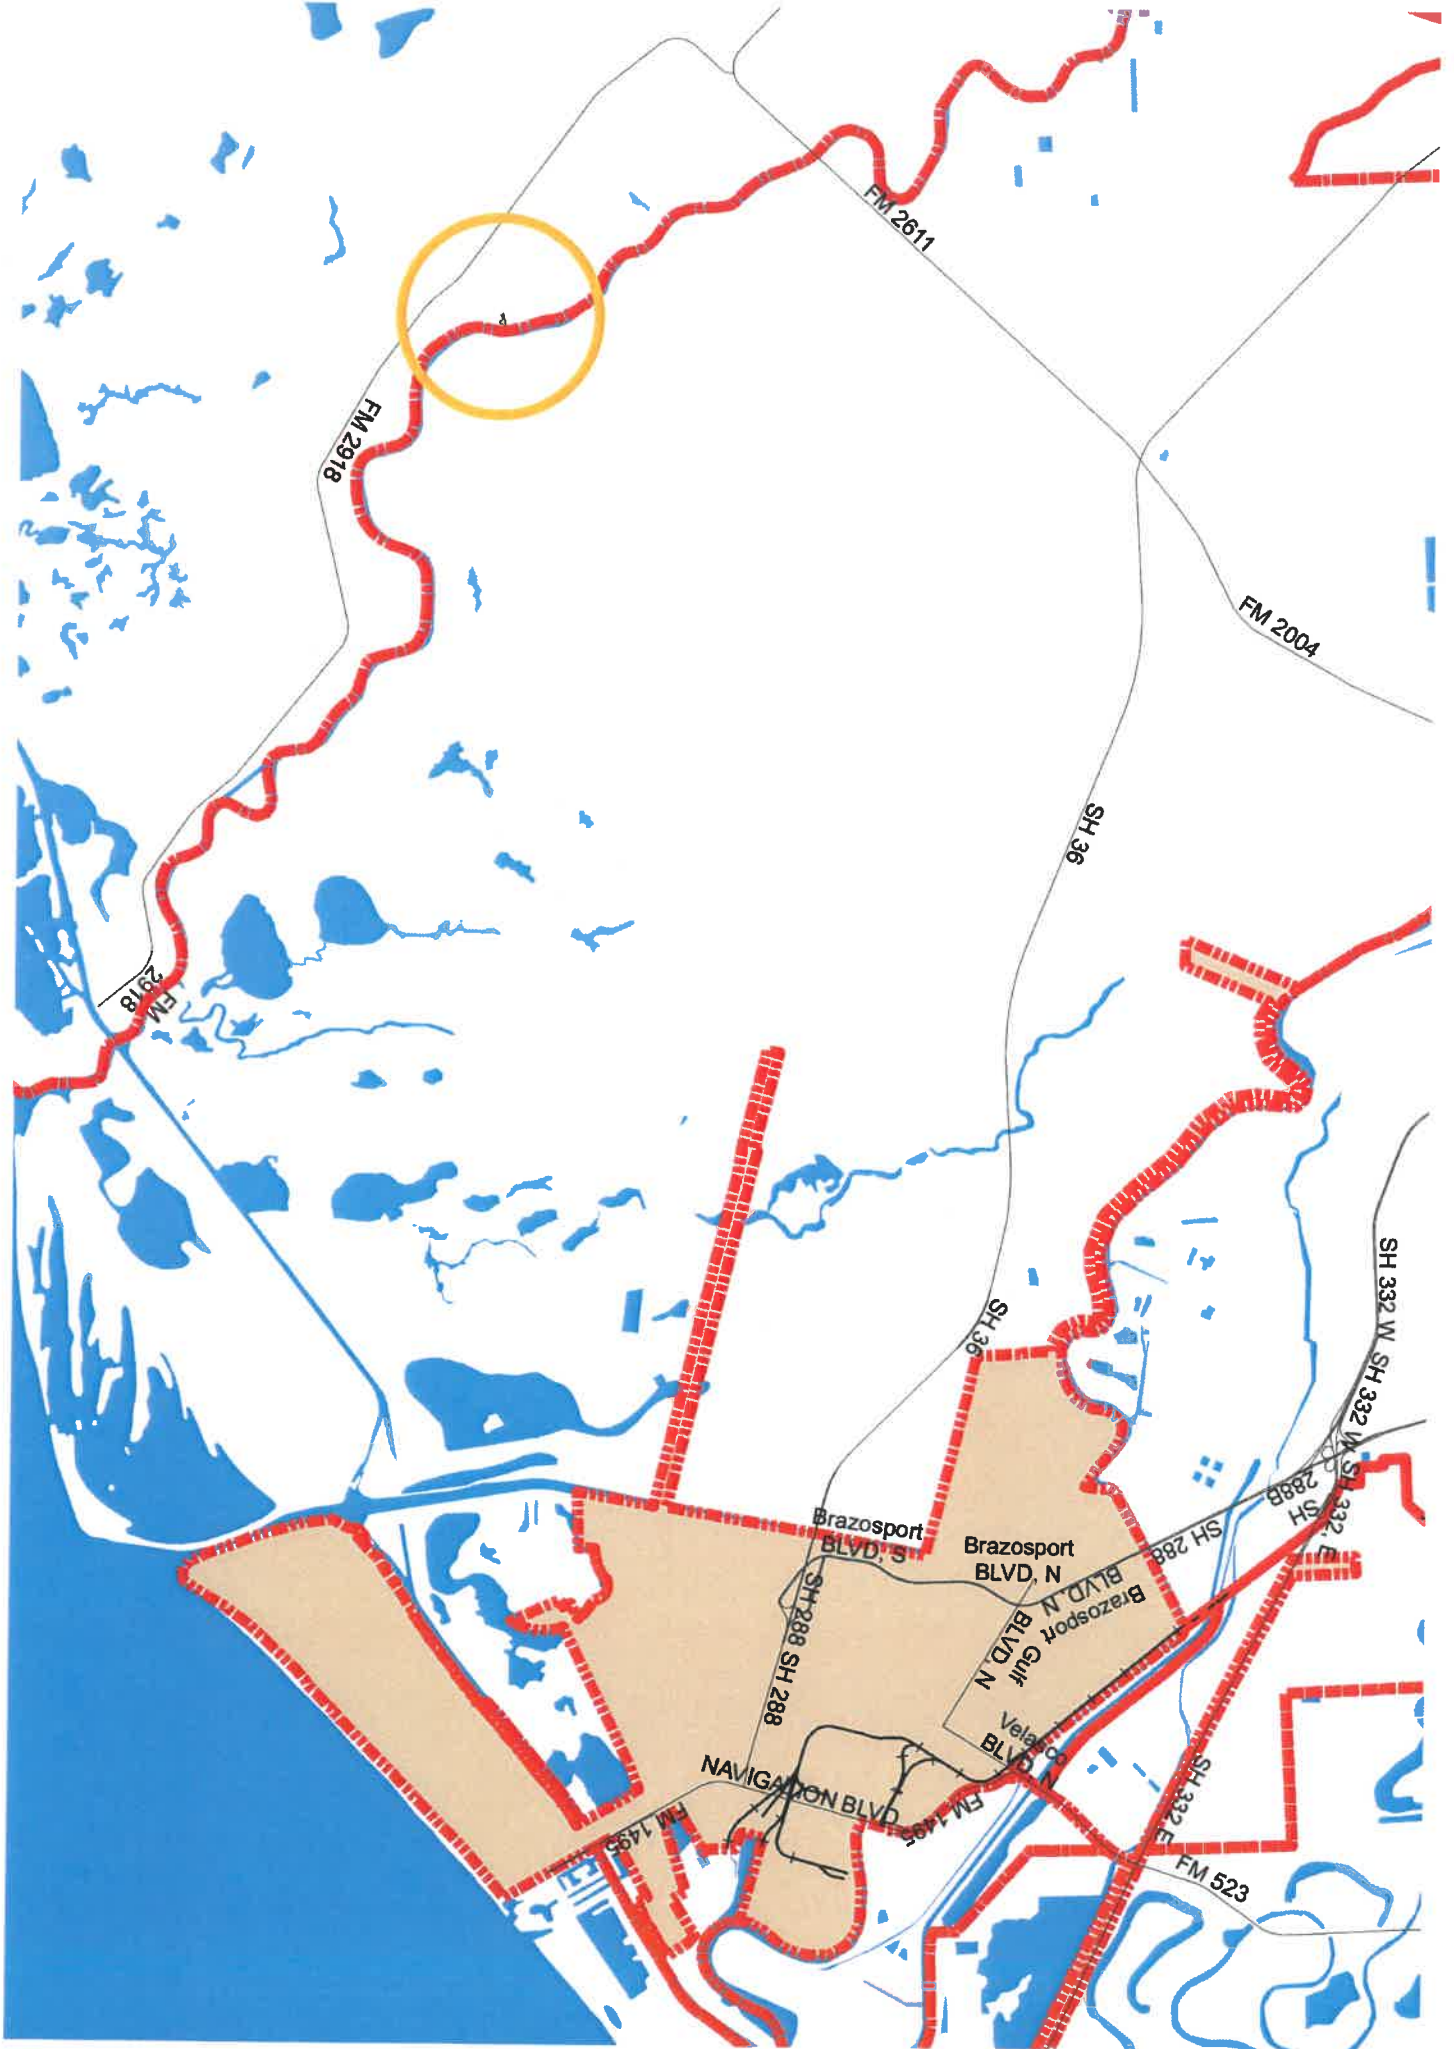 FM 2611
FM 2918
FM 2004
SH 36
FM
2918
SH 332 W
SH 36
SH 332 W
SH 332, E
SH
288B
SH 288
Brazosport
BLVD, S
Brazosport
BLVD, N
Brazosport
BLVD, N
Gulf
BLVD, N
SH 288
SH 288
Velasco
BLVD, N
NAVIGATION BLVD
FM 1495
FM 1495
SH 332 E
FM 523